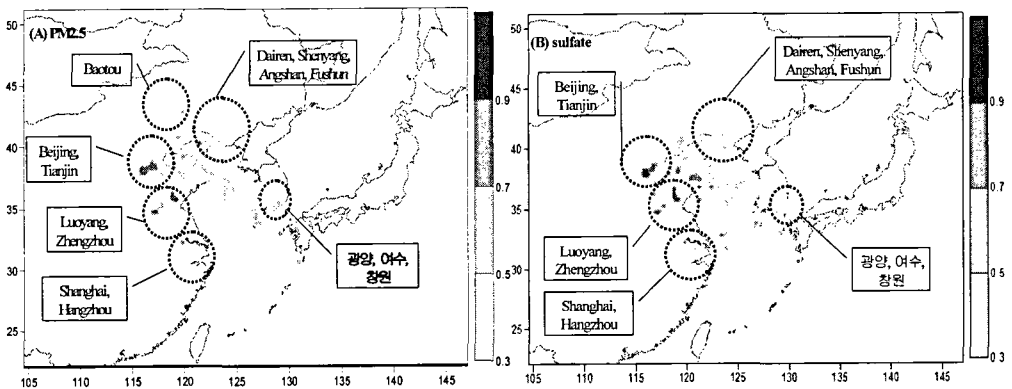 (A) PM2.5
Baotou
Dairen, Shenyang,
Angshan, Fushun
Beijing,
Tianjin
Luoyang,
Zhengzhou
Shanghai,
Hangzhou
광양, 여수,
창원
50
45
40
35
30
25
105
110
115
120
125
130
135
140
145
0.9
0.7
0.5
0.3
(B) sulfate
Dairen, Shenyang,
Angshan, Fushun
Beijing,
Tianjin
Luoyang,
Zhengzhou
Shanghai,
Hangzhou
광양, 여수,
창원
50
45
40
35
30
25
105
110
115
120
125
130
135
140
145
0.9
0.7
0.5
0.3